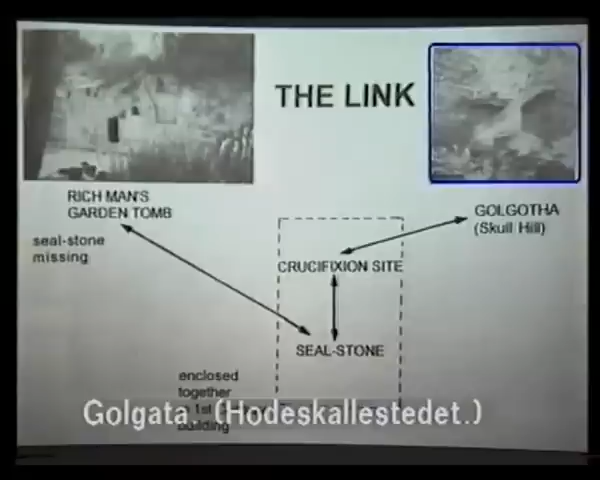 THE LINK
RICH MAN'S
GARDEN TOMB
seal-stone
missing
GOLGOTHA
(Skull Hill)
CRUCIFIXION SITE
SEAL-STONE
enclosed
together
1st
building
Golgata. (Hodeskallestedet.)